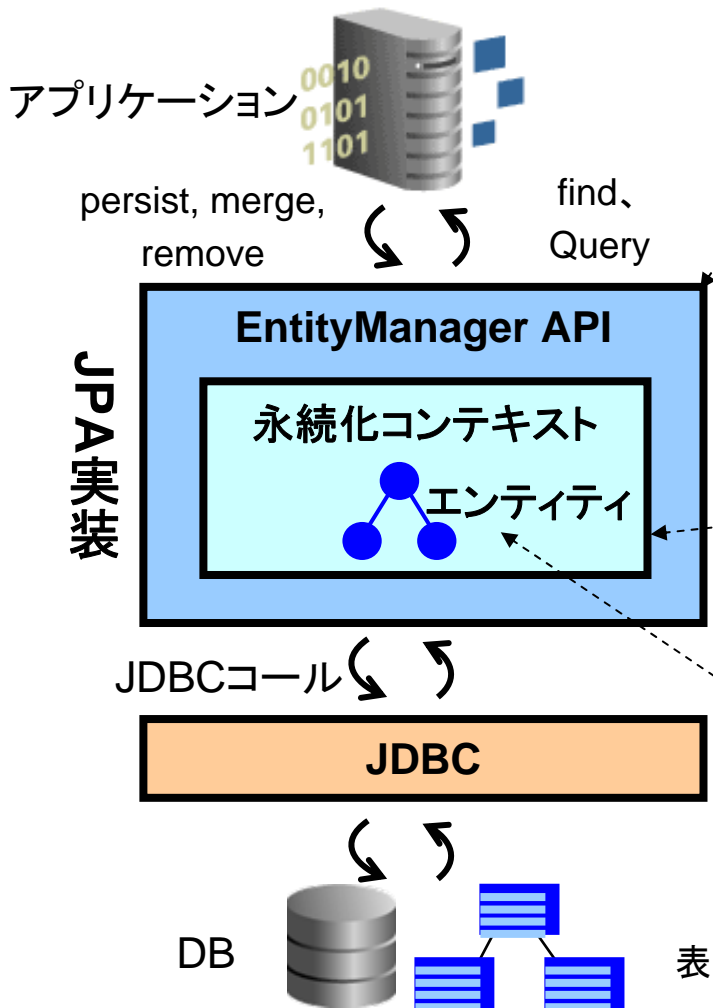 0010
0101
1101
アプリケーション
persist, merge,
remove
find、
Query
EntityManager API
JPA実装
永続化コンテキスト
エンティティ
JDBCコール
JDBC
DB
表